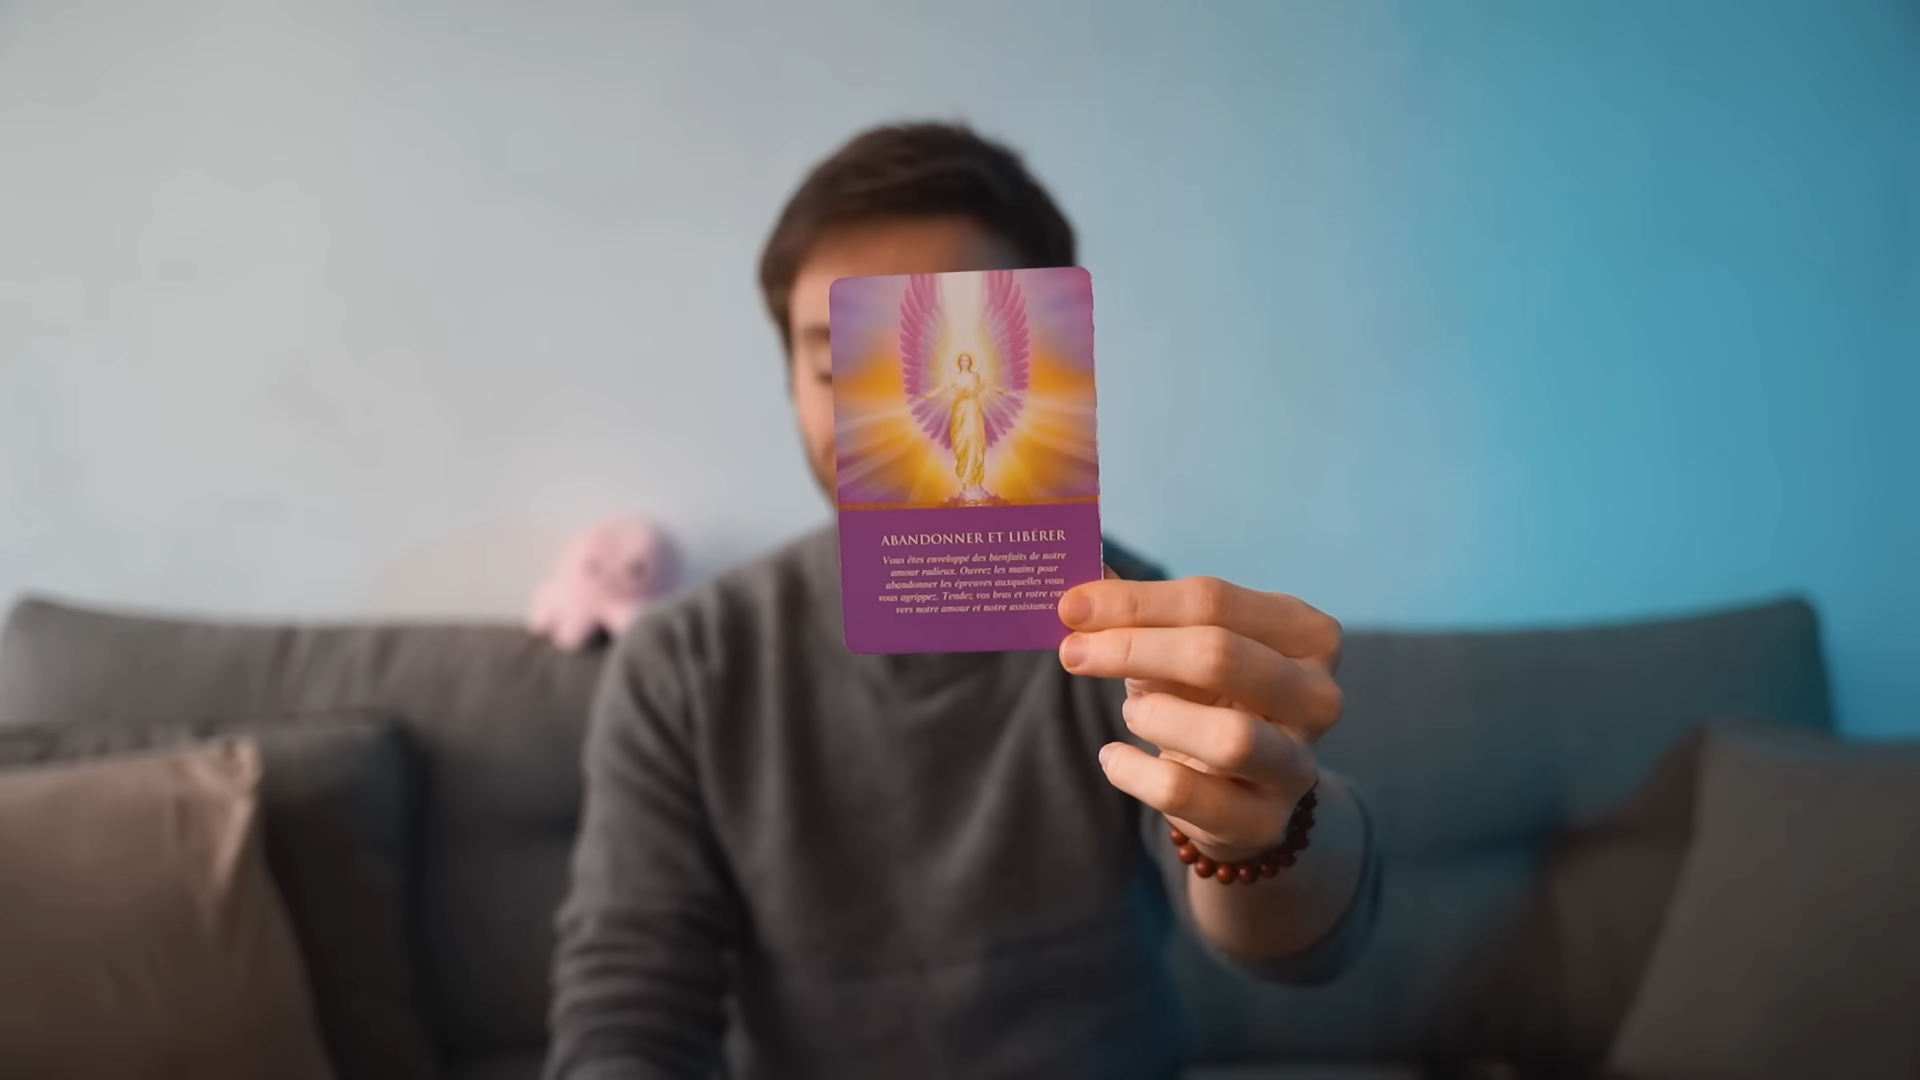 ABANDONNER ET LIBÉRER
Vous êtes enveloppé des bienfaits de notre
amour radieux. Ouvrez les mains pour
abandonner les épreuves auxquelles vous
vous agrippez. Tendez vos bras et votre
vers notre amour et notre assistance.